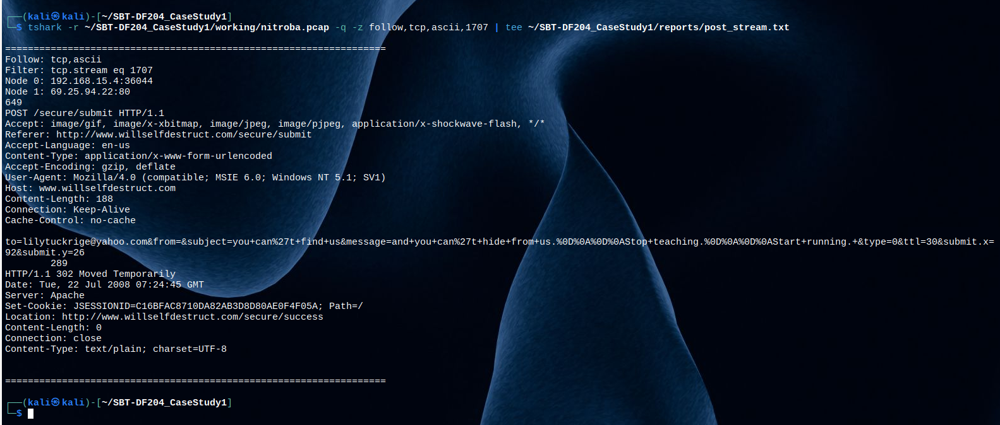 ┌──(kali㉿kali)-[~/SBT-DF204_CaseStudy1]
└─$ tshark -r ~/SBT-DF204_CaseStudy1/working/nitroba.pcap -q -z follow,tcp,ascii,1707 | tee ~/SBT-DF204_CaseStudy1/reports/post_stream.txt
===================================================================
Follow: tcp,ascii
Filter: tcp.stream eq 1707
Node 0: 192.168.15.4:36044
Node 1: 69.25.94.22:80
649
POST /secure/submit HTTP/1.1
Accept: image/gif, image/x-xbitmap, image/jpeg, image/pjpeg, application/x-shockwave-flash, */*
Referer: http://www.willselfdestruct.com/secure/submit
Accept-Language: en-us
Content-Type: application/x-www-form-urlencoded
Accept-Encoding: gzip, deflate
User-Agent: Mozilla/4.0 (compatible; MSIE 6.0; Windows NT 5.1; SV1)
Host: www.willselfdestruct.com
Content-Length: 188
Connection: Keep-Alive
Cache-Control: no-cache
to=lilytuckrige@yahoo.com&from=&subject=you+can%27t+find+us&message=and+you+can%27t+hide+from+us.%0D%0A%0D%0AStop+teaching.%0D%0A%0D%0AStart+running.+&type=0&ttl=30&submit.x=
92&submit.y=26
289
HTTP/1.1 302 Moved Temporarily
Date: Tue, 22 Jul 2008 07:24:45 GMT
Server: Apache
Set-Cookie: JSESSIONID=C16BFAC8710DA82AB3D8D80AE0F4F05A; Path=/
Location: http://www.willselfdestruct.com/secure/success
Content-Length: 0
Connection: close
Content-Type: text/plain; charset=UTF-8
===================================================================
┌──(kali㉿kali)-[~/SBT-DF204_CaseStudy1]
└─$